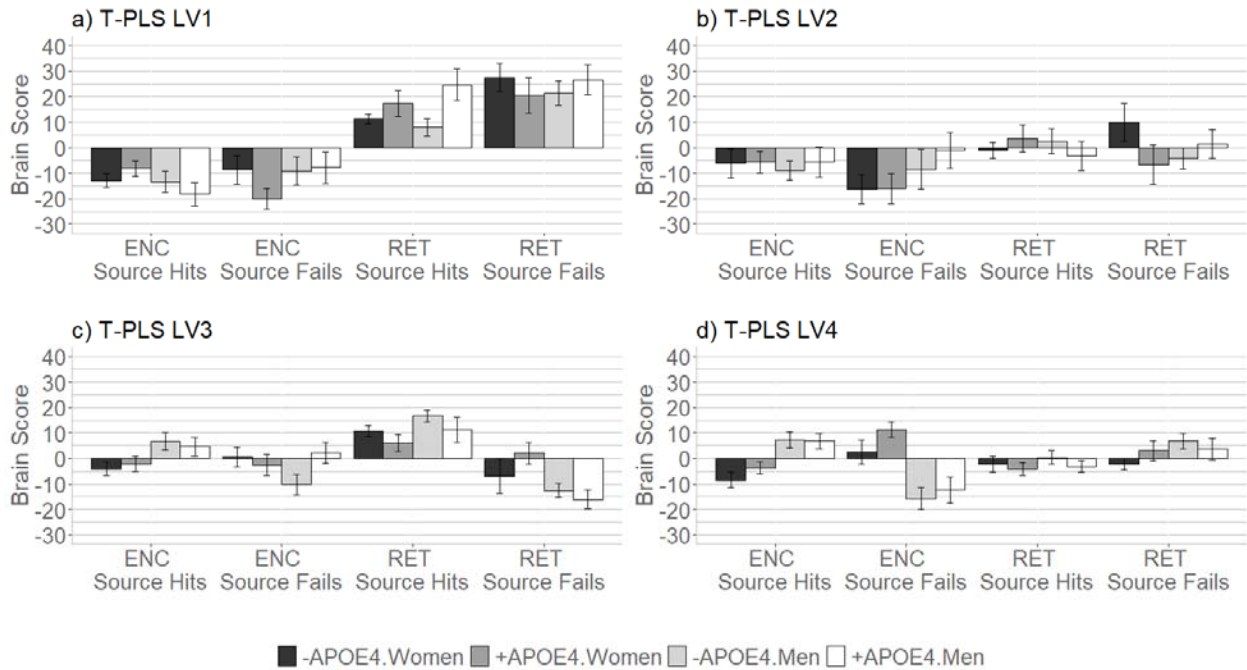 a) T-PLS LV1
Brain Score
40
30
20
10
0
-10
-20
-30
ENC
Source Hits
ENC
Source Fails
RET
Source Hits
RET
Source Fails
b) T-PLS LV2
Brain Score
40
30
20
10
0
-10
-20
-30
ENC
Source Hits
ENC
Source Fails
RET
Source Hits
RET
Source Fails
c) T-PLS LV3
Brain Score
40
30
20
10
0
-10
-20
-30
ENC
Source Hits
ENC
Source Fails
RET
Source Hits
RET
Source Fails
d) T-PLS LV4
Brain Score
40
30
20
10
0
-10
-20
-30
ENC
Source Hits
ENC
Source Fails
RET
Source Hits
RET
Source Fails
-APOE4.Women +APOE4.Women -APOE4.Men +APOE4.Men